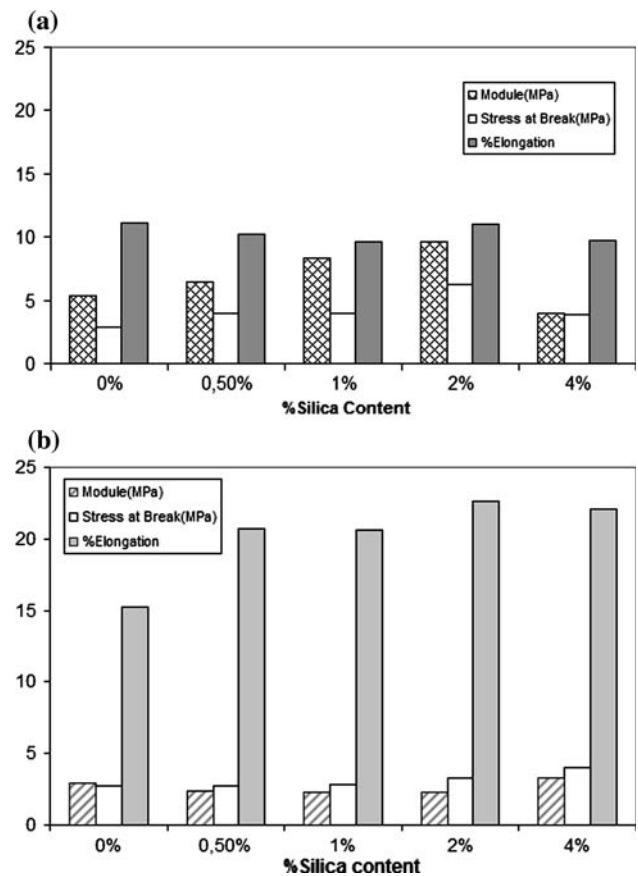 (a)
25
20
15
10
5
0
Module(MPa)
Stress at Break(MPa)
%Elongation
0% 0,50% 1% 2% 4%
%Silica Content
(b)
25
20
15
10
5
0
Module(MPa)
Stress at Break(MPa)
%Elongation
0% 0,50% 1% 2% 4%
%Silica content